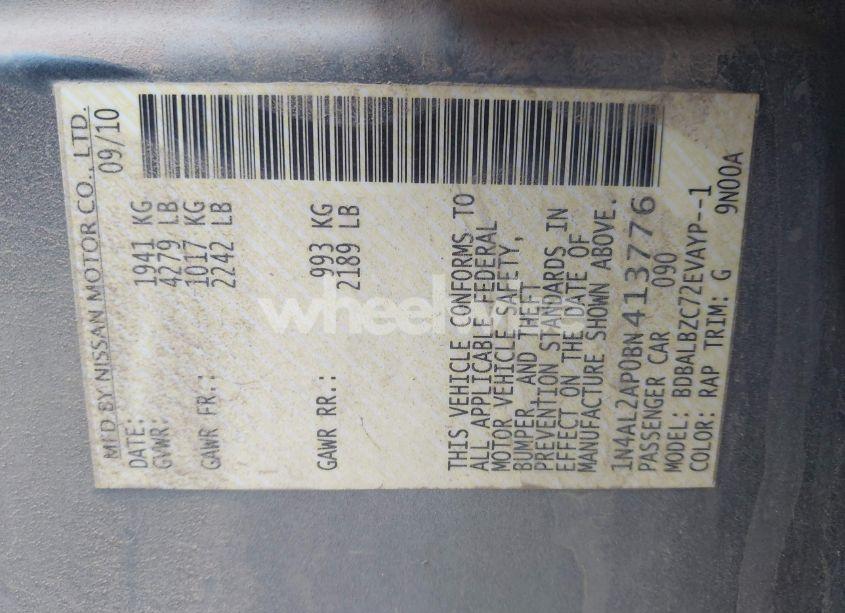 MFD BY NISSAN MOTOR CO., LTD.
DATE: 09/10
GVWR: 1941 KG
4279 LB
GAWR FR.: 1017 KG
2242 LB
GAWR RR.: 993 KG
2189 LB
THIS VEHICLE CONFORMS TO
ALL APPLICABLE FEDERAL
MOTOR VEHICLE SAFETY,
BUMPER, AND THEFT
PREVENTION STANDARDS IN
EFFECT ON THE DATE OF
MANUFACTURE SHOWN ABOVE.
1N4AL2AP0BN413776
PASSENGER CAR 090
MODEL: BDBALBZC72EVAYP--1
COLOR: RAP TRIM: G 9N00A